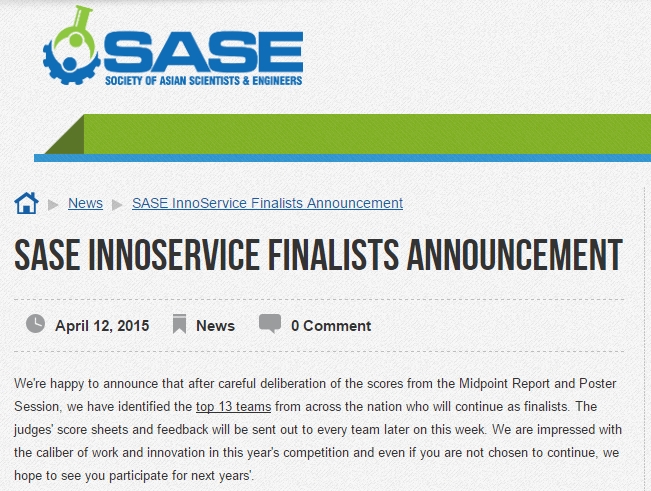 SASE
SOCIETY OF ASIAN SCIENTISTS & ENGINEERS
News SASE InnoService Finalists Announcement
SASE INNOSERVICE FINALISTS ANNOUNCEMENT
April 12, 2015 News 0 Comment
We're happy to announce that after careful deliberation of the scores from the Midpoint Report and Poster
Session, we have identified the top 13 teams from across the nation who will continue as finalists. The
judges' score sheets and feedback will be sent out to every team later on this week. We are impressed with
the caliber of work and innovation in this year's competition and even if you are not chosen to continue, we
hope to see you participate for next years'.